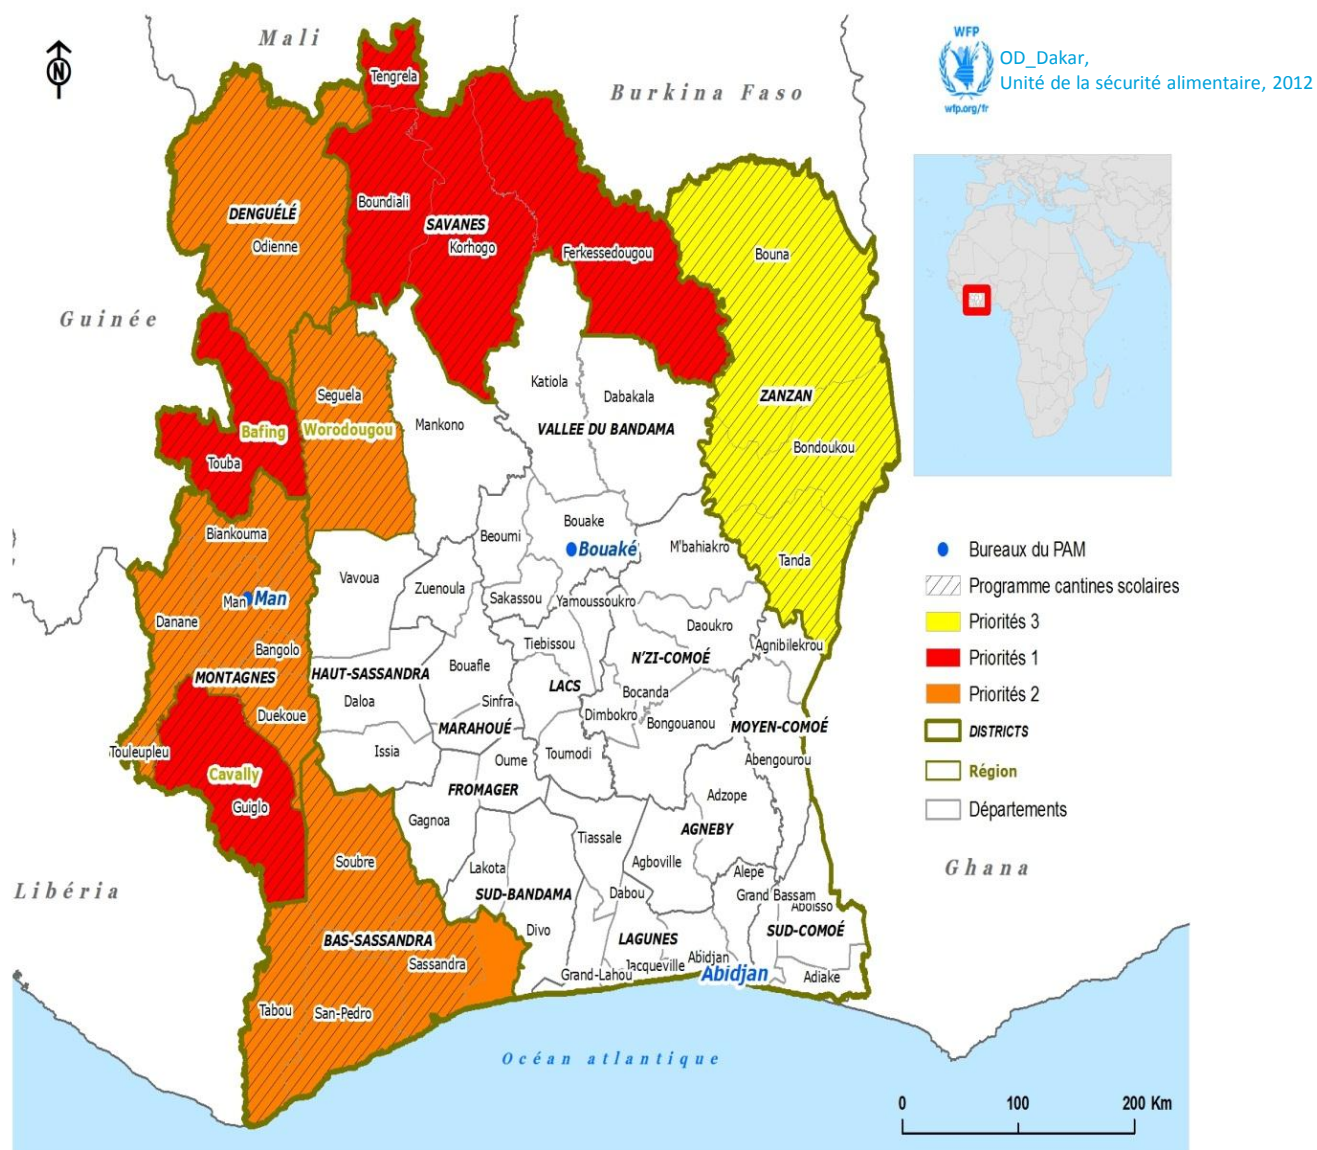 Mali
WFP
wfp.org/fr
OD_Dakar,
Unité de la sécurité alimentaire, 2012
N
Tengrela
Burkina Faso
Boundiali
DENGUÉLÉ
SAVANES
Odienne
Korhogo
Ferkessedougou
Bouna
Guinée
Seguela
Katiola
Dabakala
ZANZAN
Mankono
Bafing
Worodougou
VALLEE DU BANDAMA
Bondoukou
Touba
Biankouma
Beoumi
Bouake
Bouaké
M'bahiakro
Tanda
Vavoua
Zuenoula
Sakassou
Yamoussoukro
Man
Man
Danane
Daoukro
Tiebissou
Agnibilekrou
Bangolo
N'ZI-COMOÉ
MONTAGNES
HAUT-SASSANDRA
Bouafle
LACS
Daloa
Sinfra
Bocanda
Duekoue
Dimbokro
Bongouanou
MARAHOUÉ
MOYEN-COMOÉ
Touleupleu
Issia
Oume
Toumodi
Abengourou
Cavally
FROMAGER
Adzope
Guiglo
Gagnoa
AGNEBY
Tiassale
Soubre
Lakota
Agboville
Alepe
SUD-BANDAMA
Dabou
Grand Bassam
Aboisso
Divo
SUD-COMOÉ
BAS-SASSANDRA
LAGUNES
Sassandra
Jacqueville
Abidjan
Grand-Lahou
Abidjan
Adiake
Tabou
San-Pedro
Libéria
Ghana
Océan atlantique
Bureaux du PAM
Programme cantines scolaires
Priorités 3
Priorités 1
Priorités 2
DISTRICTS
Région
Départements
0 100 200 Km